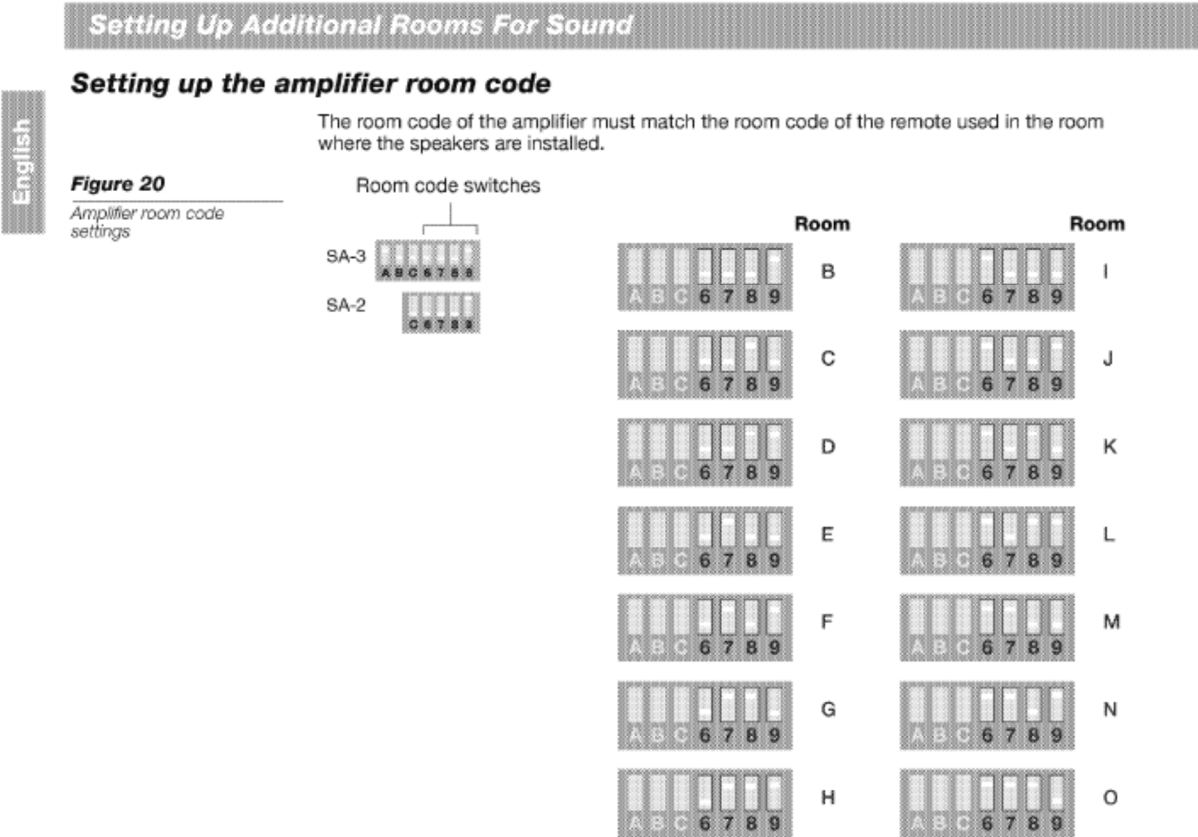 Setting Up Additional Rooms For Sound
Setting up the amplifier room code
English
The room code of the amplifier must match the room code of the remote used in the room
where the speakers are installed.
Figure 20
Amplifier room code
settings
Room code switches
SA-3
A B C 6 7 8 9
SA-2
C 6 7 8 9
Room Room
A B C 6 7 8 9 B A B C 6 7 8 9 I
A B C 6 7 8 9 C A B C 6 7 8 9 J
A B C 6 7 8 9 D A B C 6 7 8 9 K
A B C 6 7 8 9 E A B C 6 7 8 9 L
A B C 6 7 8 9 F A B C 6 7 8 9 M
A B C 6 7 8 9 G A B C 6 7 8 9 N
A B C 6 7 8 9 H A B C 6 7 8 9 O